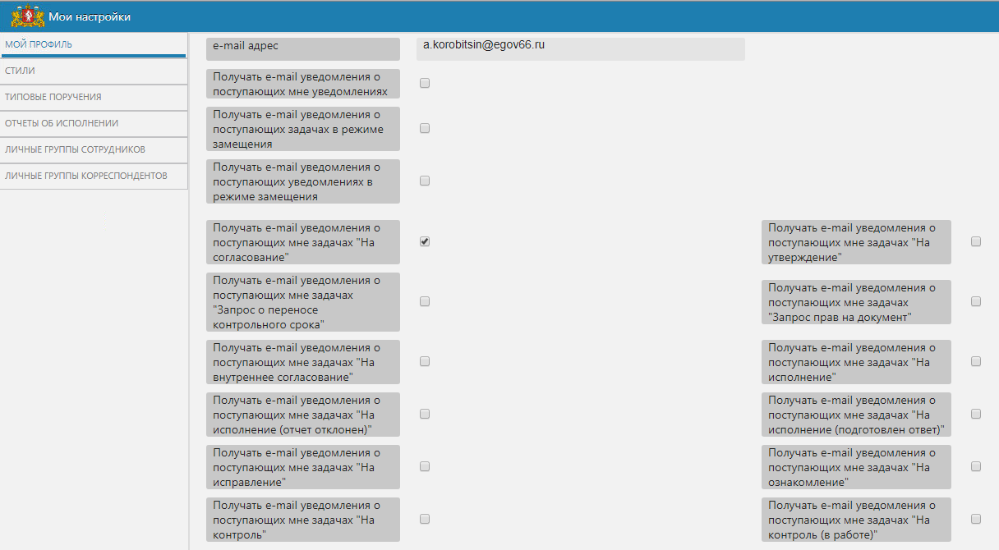 Мои настройки
МОЙ ПРОФИЛЬ
СТИЛИ
ТИПОВЫЕ ПОРУЧЕНИЯ
ОТЧЕТЫ ОБ ИСПОЛНЕНИИ
ЛИЧНЫЕ ГРУППЫ СОТРУДНИКОВ
ЛИЧНЫЕ ГРУППЫ КОРРЕСПОНДЕНТОВ
e-mail адрес
a.korobitsin@egov66.ru
Получать e-mail уведомления о
поступающих мне уведомлениях
Получать e-mail уведомления о
поступающих задачах в режиме
замещения
Получать e-mail уведомления о
поступающих уведомлениях в
режиме замещения
Получать e-mail уведомления о
поступающих мне задачах "На
согласование"
Получать e-mail уведомления о
поступающих мне задачах "На
утверждение"
Получать e-mail уведомления о
поступающих мне задачах
"Запрос о переносе
контрольного срока"
Получать e-mail уведомления о
поступающих мне задачах
"Запрос прав на документ"
Получать e-mail уведомления о
поступающих мне задачах "На
внутреннее согласование"
Получать e-mail уведомления о
поступающих мне задачах "На
исполнение"
Получать e-mail уведомления о
поступающих мне задачах "На
исполнение (отчет отклонен)"
Получать e-mail уведомления о
поступающих мне задачах "На
исполнение (подготовлен ответ)"
Получать e-mail уведомления о
поступающих мне задачах "На
исправление"
Получать e-mail уведомления о
поступающих мне задачах "На
ознакомление"
Получать e-mail уведомления о
поступающих мне задачах "На
контроль"
Получать e-mail уведомления о
поступающих мне задачах "На
контроль (в работе)"